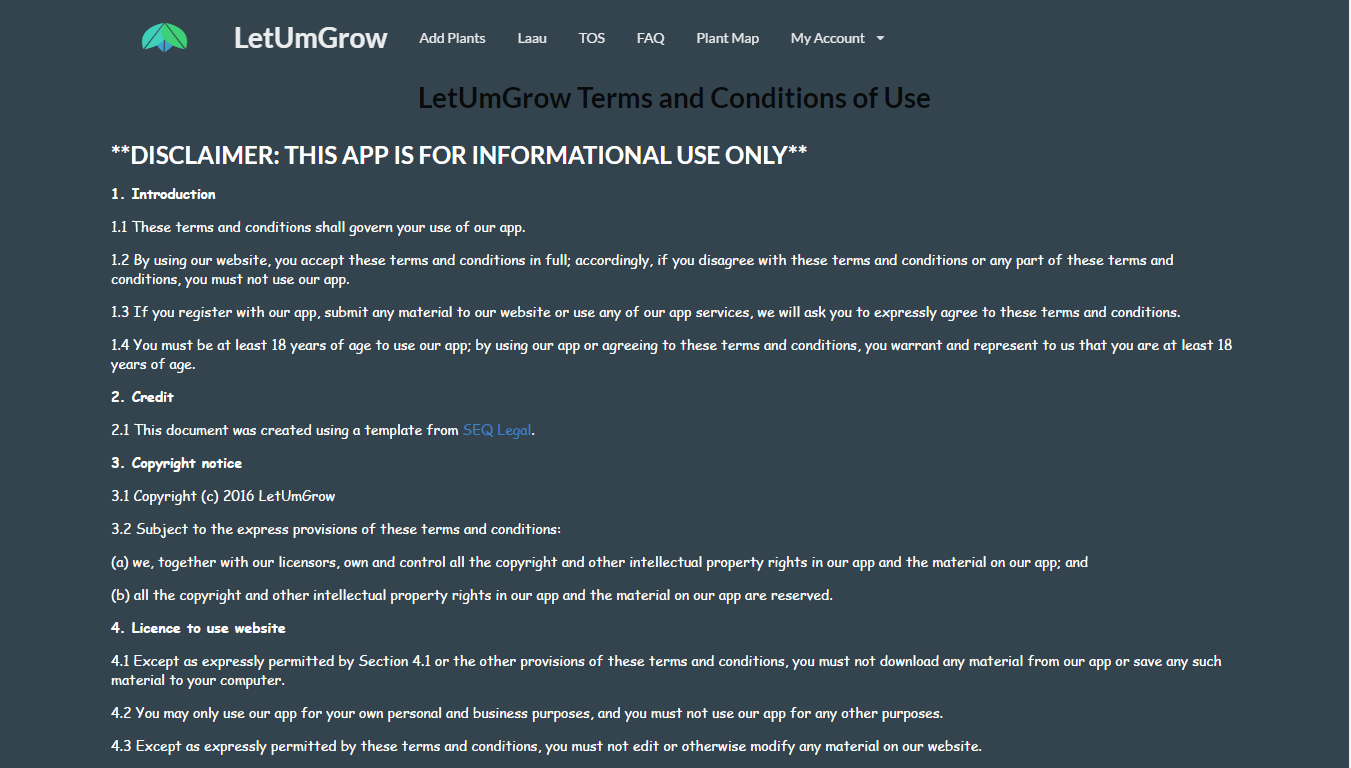 LetUmGrow Add Plants Laau TOS FAQ Plant Map My Account
LetUmGrow Terms and Conditions of Use
**DISCLAIMER: THIS APP IS FOR INFORMATIONAL USE ONLY**
1. Introduction
1.1 These terms and conditions shall govern your use of our app.
1.2 By using our website, you accept these terms and conditions in full; accordingly, if you disagree with these terms and conditions or any part of these terms and
conditions, you must not use our app.
1.3 If you register with our app, submit any material to our website or use any of our app services, we will ask you to expressly agree to these terms and conditions.
1.4 You must be at least 18 years of age to use our app; by using our app or agreeing to these terms and conditions, you warrant and represent to us that you are at least 18
years of age.
2. Credit
2.1 This document was created using a template from SEQ Legal.
3. Copyright notice
3.1 Copyright (c) 2016 LetUmGrow
3.2 Subject to the express provisions of these terms and conditions:
(a) we, together with our licensors, own and control all the copyright and other intellectual property rights in our app and the material on our app; and
(b) all the copyright and other intellectual property rights in our app and the material on our app are reserved.
4. Licence to use website
4.1 Except as expressly permitted by Section 4.1 or the other provisions of these terms and conditions, you must not download any material from our app or save any such
material to your computer.
4.2 You may only use our app for your own personal and business purposes, and you must not use our app for any other purposes.
4.3 Except as expressly permitted by these terms and conditions, you must not edit or otherwise modify any material on our website.